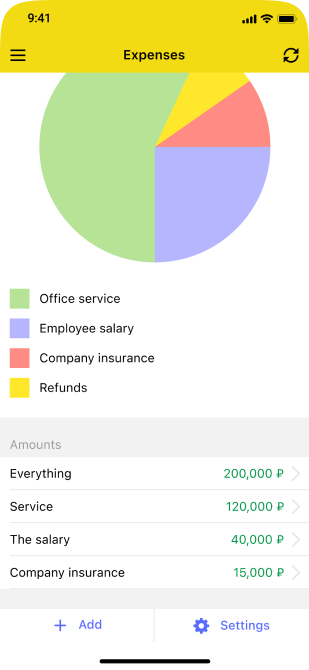 9:41
Expenses
Office service
Employee salary
Company insurance
Refunds
Amounts
Everything 200,000 ₽
Service 120,000 ₽
The salary 40,000 ₽
Company insurance 15,000 ₽
Add Settings